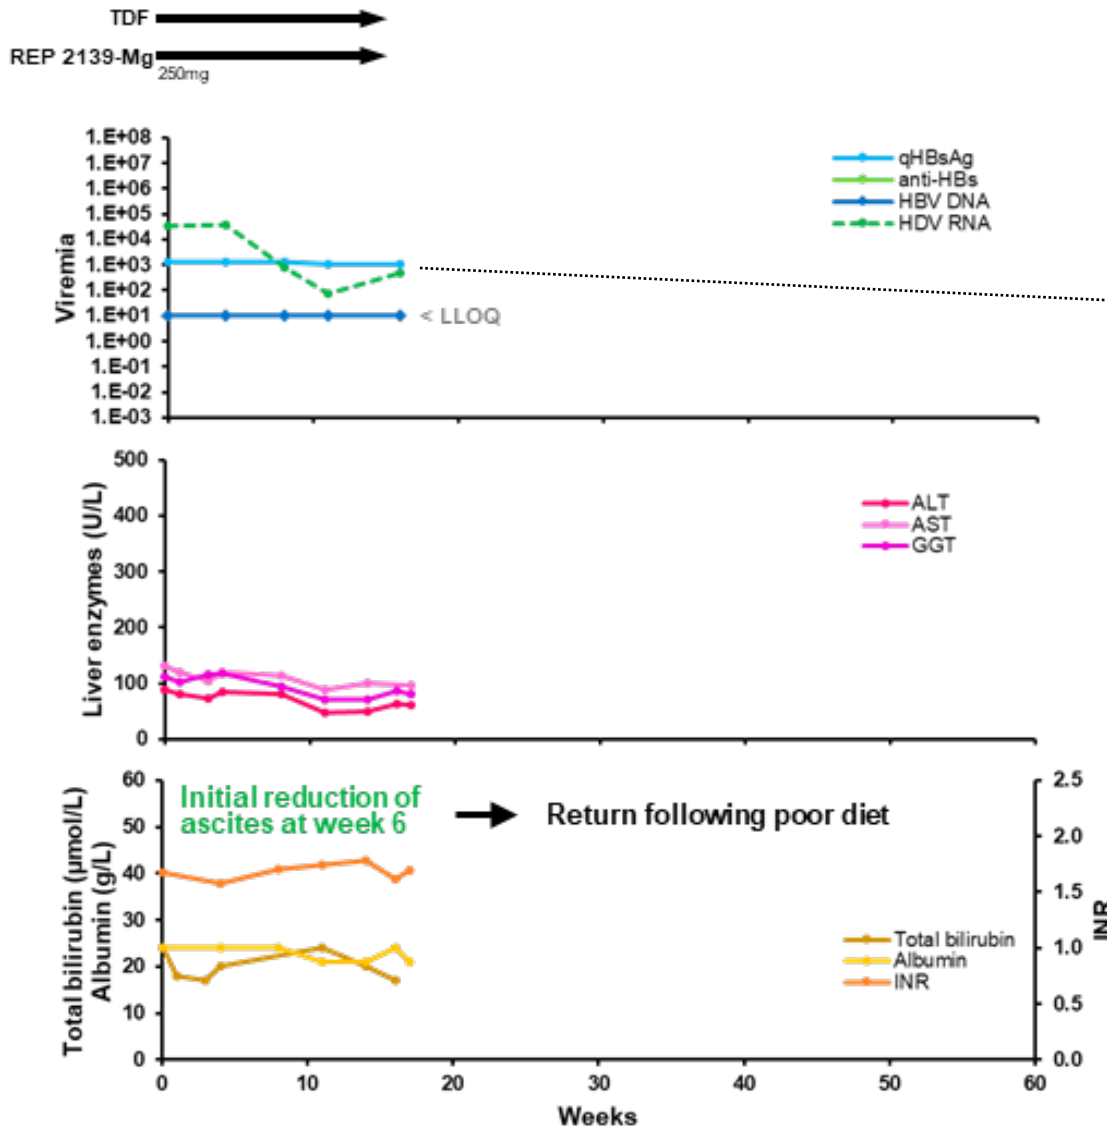 TDF
REP 2139-Mg
250mg
1.E+08
1.E+07
1.E+06
1.E+05
1.E+04
1.E+03
1.E+02
1.E+01
1.E+00
1.E-01
1.E-02
1.E-03
Viremia
qHBsAg
anti-HBs
HBV DNA
HDV RNA
< LLOQ
500
400
300
200
100
0
Liver enzymes (U/L)
ALT
AST
GGT
60
50
40
30
20
10
0
Total bilirubin (µmol/L)
Albumin (g/L)
Initial reduction of
ascites at week 6
Return following poor diet
Total bilirubin
Albumin
INR
2.5
2.0
1.5
1.0
0.5
0.0
INR
0 10 20 30 40 50 60
Weeks